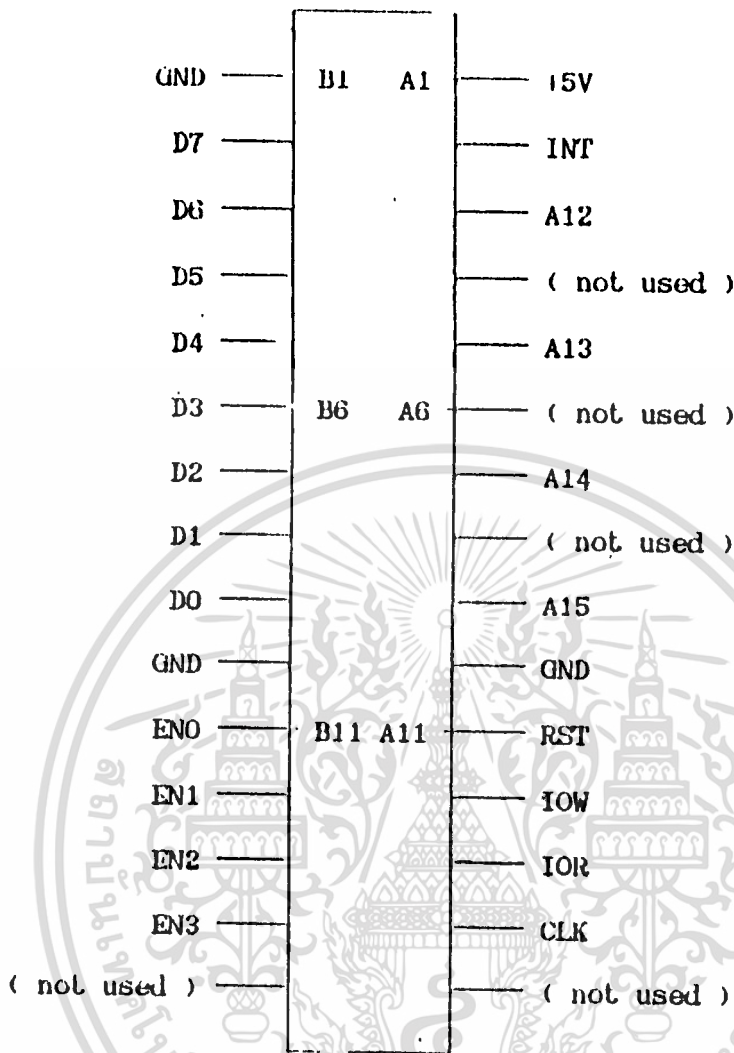 GND B1 A1 +5V
D7 INT
D6 A12
D5 ( not used )
D4 A13
D3 B6 A6 ( not used )
D2 A14
D1 ( not used )
D0 A15
GND GND
EN0 B11 A11 RST
EN1 IOW
EN2 IOR
EN3 CLK
( not used ) ( not used )